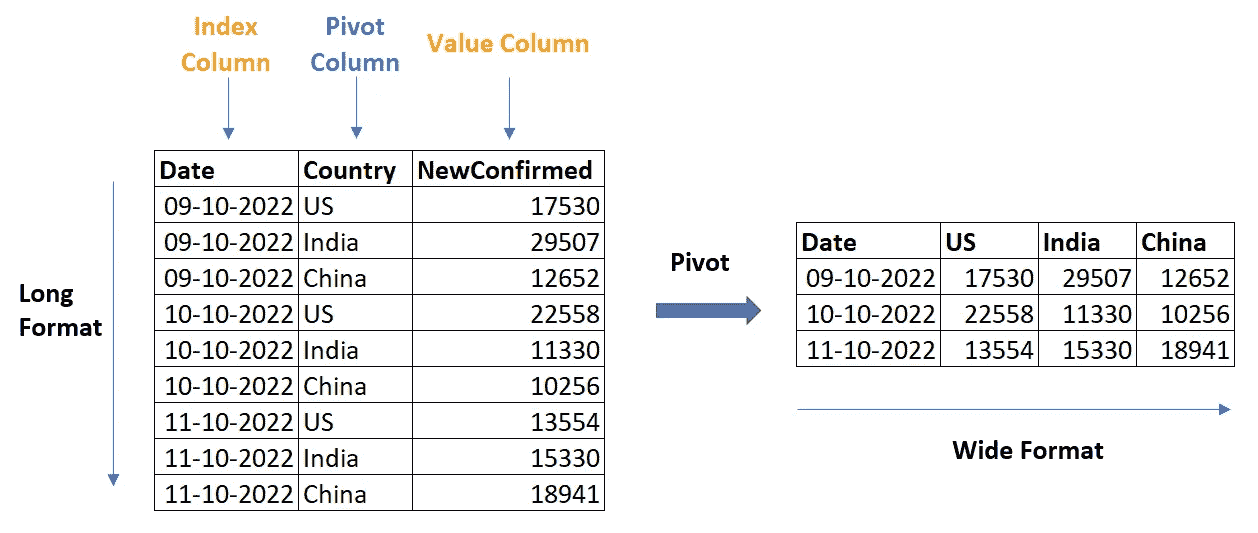 Index
Column
Pivot
Column
Value Column
Date Country NewConfirmed
09-10-2022 US 17530
09-10-2022 India 29507
09-10-2022 China 12652
10-10-2022 US 22558
10-10-2022 India 11330
10-10-2022 China 10256
11-10-2022 US 13554
11-10-2022 India 15330
11-10-2022 China 18941
Long
Format
Pivot
Date US India China
09-10-2022 17530 29507 12652
10-10-2022 22558 11330 10256
11-10-2022 13554 15330 18941
Wide Format